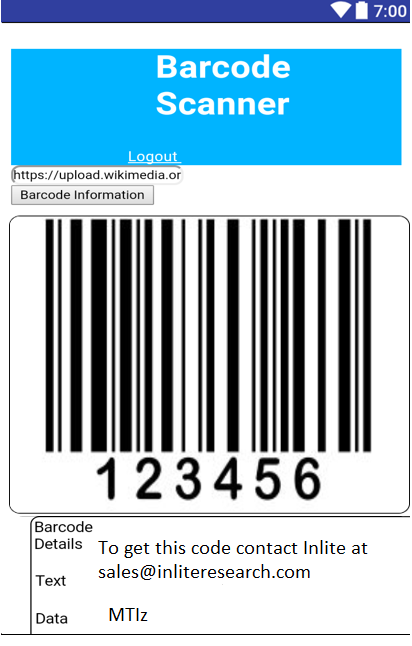 7:00
Barcode
Scanner
Logout
https://upload.wikimedia.or
Barcode Information
123456
Barcode
Details
To get this code contact Inlite at
sales@inliteresearch.com
Text
Data
MTIz